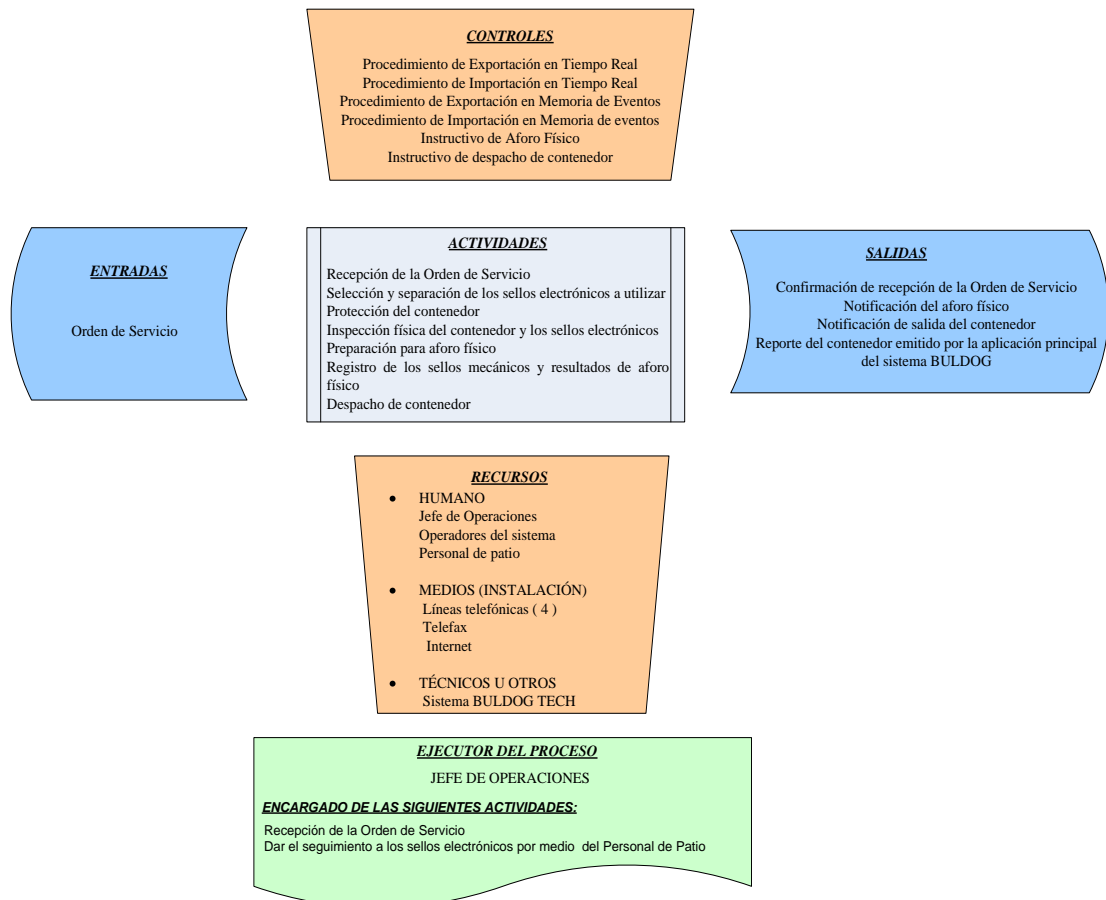 CONTROLES
Procedimiento de Exportación en Tiempo Real
Procedimiento de Importación en Tiempo Real
Procedimiento de Exportación en Memoria de Eventos
Procedimiento de Importación en Memoria de eventos
Instructivo de Aforo Físico
Instructivo de despacho de contenedor
ENTRADAS
Orden de Servicio
ACTIVIDADES
Recepción de la Orden de Servicio
Selección y separación de los sellos electrónicos a utilizar
Protección del contenedor
Inspección física del contenedor y los sellos electrónicos
Preparación para aforo físico
Registro de los sellos mecánicos y resultados de aforo
físico
Despacho de contenedor
SALIDAS
Confirmación de recepción de la Orden de Servicio
Notificación del aforo físico
Notificación de salida del contenedor
Reporte del contenedor emitido por la aplicación principal
del sistema BULDOG
RECURSOS
• HUMANO
Jefe de Operaciones
Operadores del sistema
Personal de patio
• MEDIOS (INSTALACIÓN)
Líneas telefónicas ( 4 )
Telefax
Internet
• TÉCNICOS U OTROS
Sistema BULDOG TECH
EJECUTOR DEL PROCESO
JEFE DE OPERACIONES
ENCARGADO DE LAS SIGUIENTES ACTIVIDADES:
Recepción de la Orden de Servicio
Dar el seguimiento a los sellos electrónicos por medio del Personal de Patio